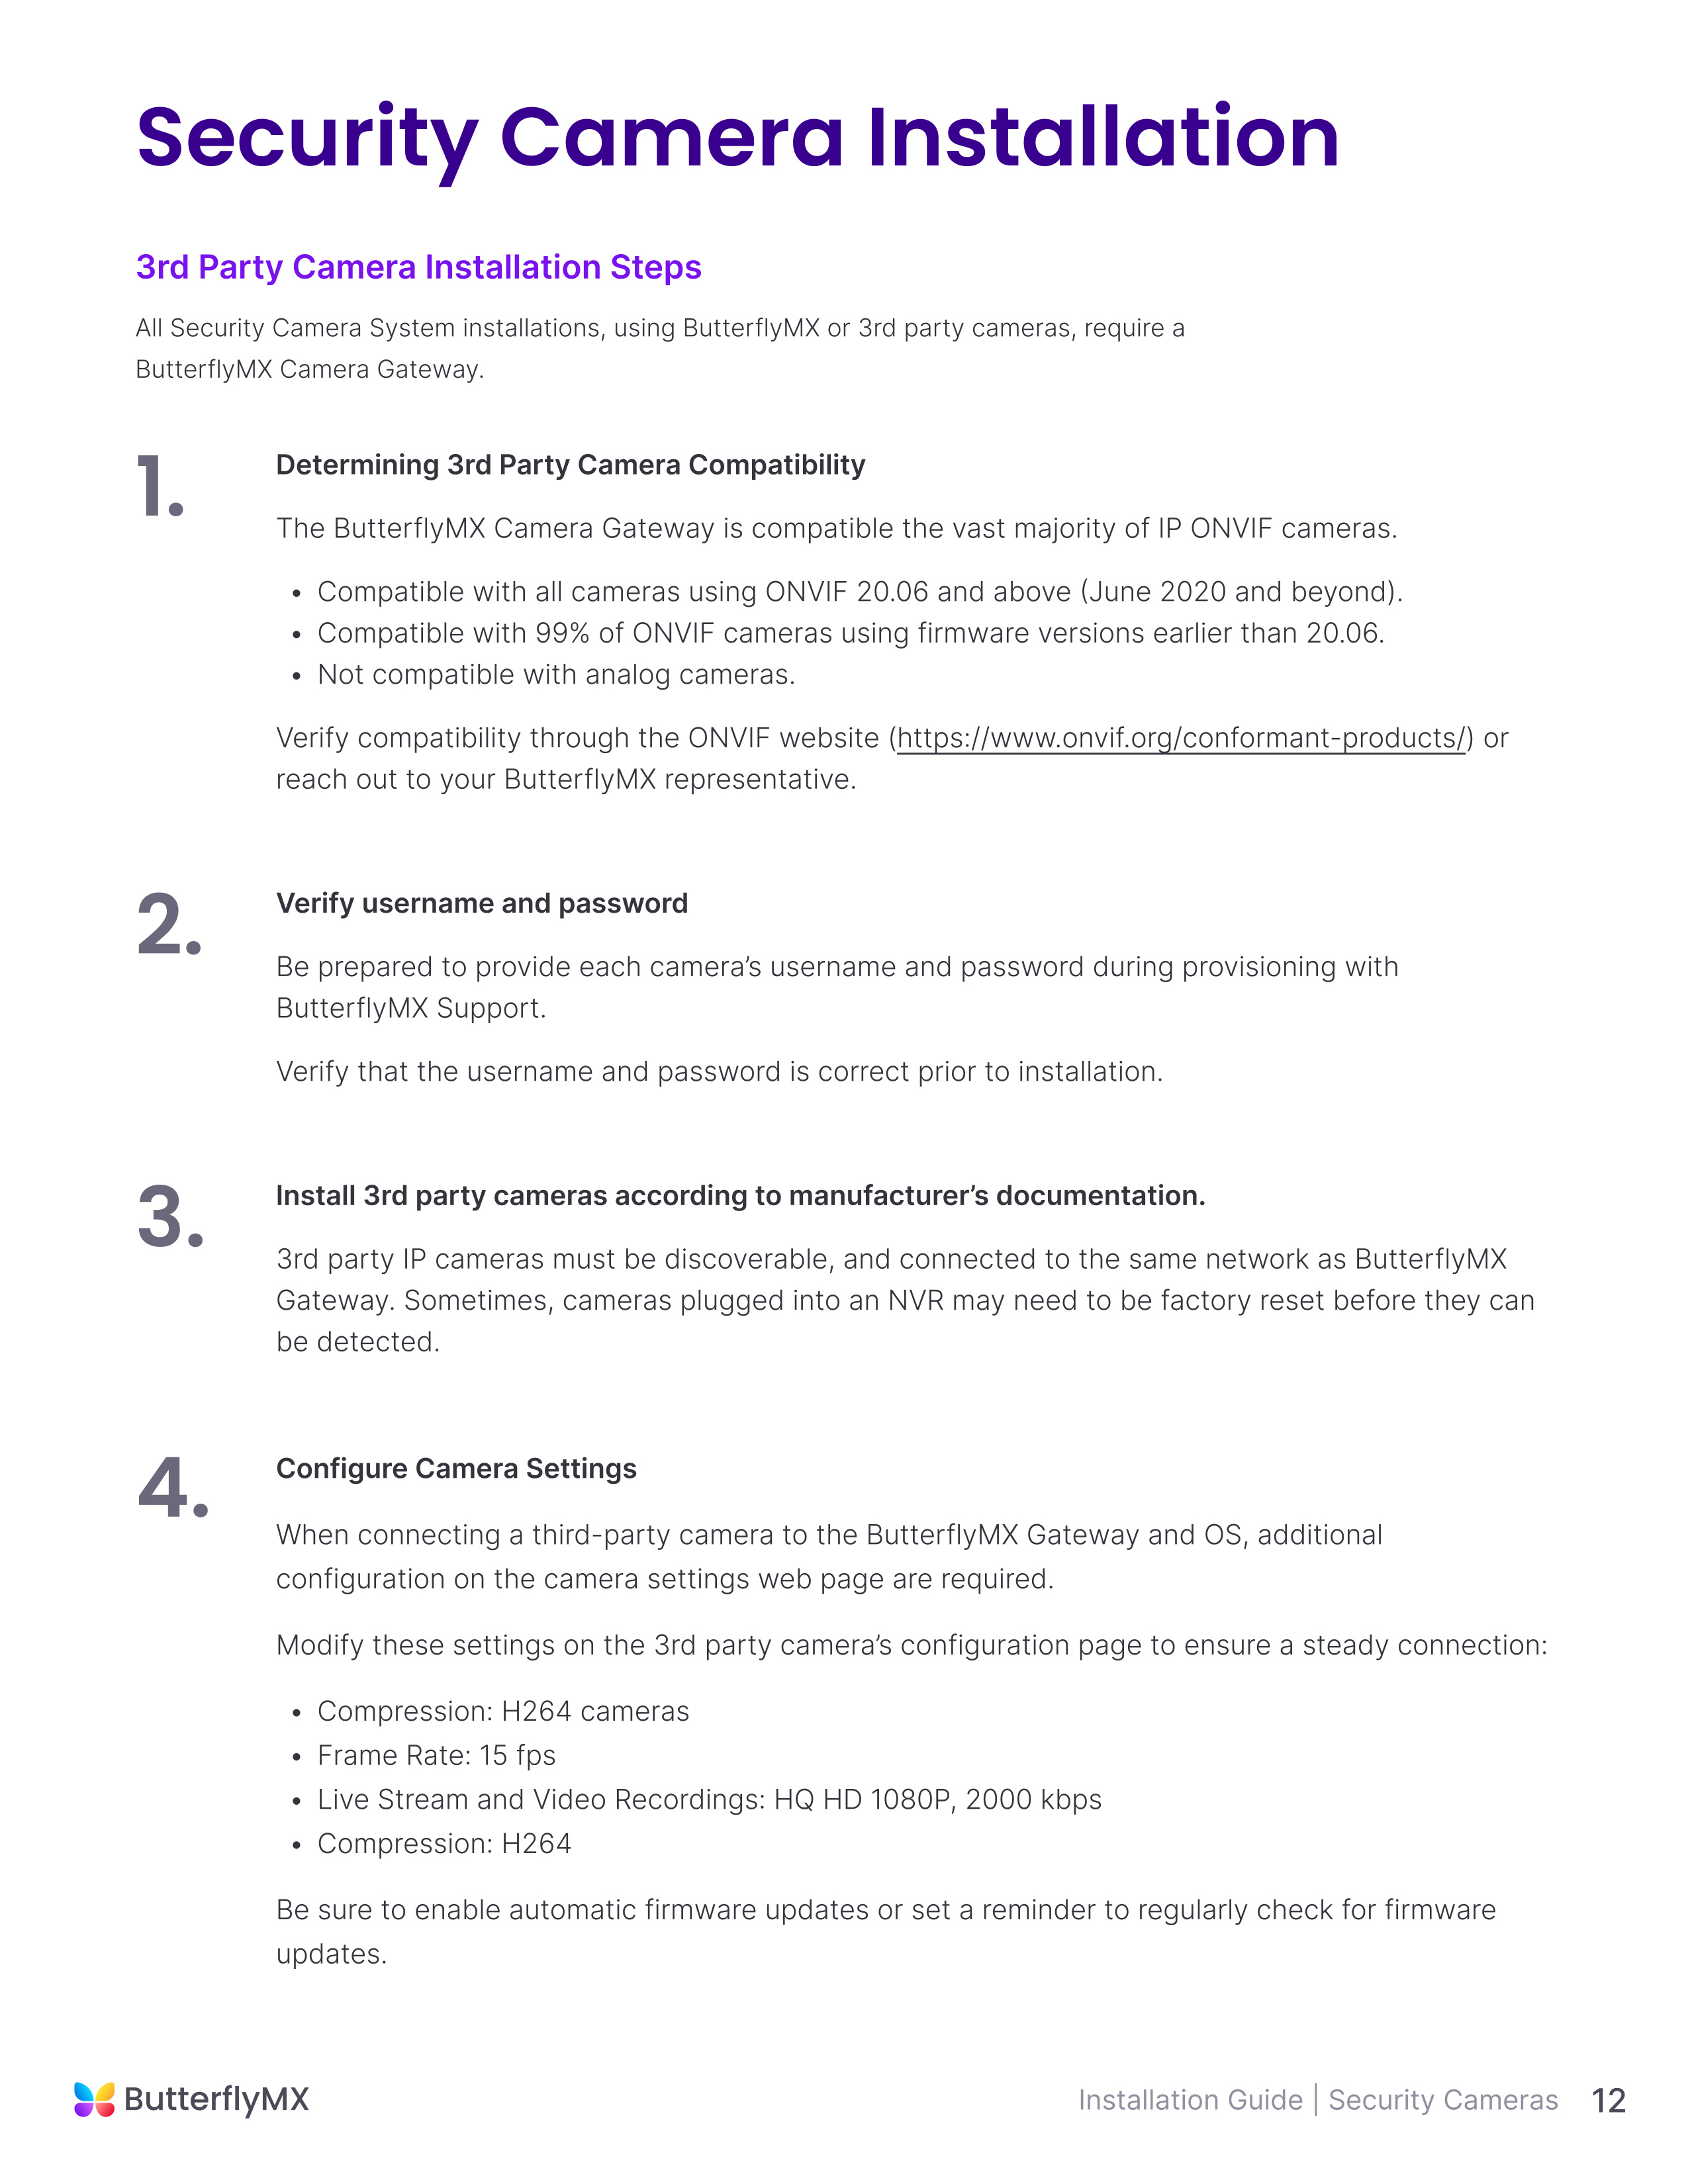 Security Camera Installation
3rd Party Camera Installation Steps
All Security Camera System installations, using ButterflyMX or 3rd party cameras, require a
ButterflyMX Camera Gateway.
1.
Determining 3rd Party Camera Compatibility
The ButterflyMX Camera Gateway is compatible the vast majority of IP ONVIF cameras.
• Compatible with all cameras using ONVIF 20.06 and above (June 2020 and beyond).
• Compatible with 99% of ONVIF cameras using firmware versions earlier than 20.06.
• Not compatible with analog cameras.
Verify compatibility through the ONVIF website (https://www.onvif.org/conformant-products/) or
reach out to your ButterflyMX representative.
2.
Verify username and password
Be prepared to provide each camera’s username and password during provisioning with
ButterflyMX Support.
Verify that the username and password is correct prior to installation.
3.
Install 3rd party cameras according to manufacturer’s documentation.
3rd party IP cameras must be discoverable, and connected to the same network as ButterflyMX
Gateway. Sometimes, cameras plugged into an NVR may need to be factory reset before they can
be detected.
4.
Configure Camera Settings
When connecting a third-party camera to the ButterflyMX Gateway and OS, additional
configuration on the camera settings web page are required.
Modify these settings on the 3rd party camera’s configuration page to ensure a steady connection:
• Compression: H264 cameras
• Frame Rate: 15 fps
• Live Stream and Video Recordings: HQ HD 1080P, 2000 kbps
• Compression: H264
Be sure to enable automatic firmware updates or set a reminder to regularly check for firmware
updates.
ButterflyMX
Installation Guide | Security Cameras 12